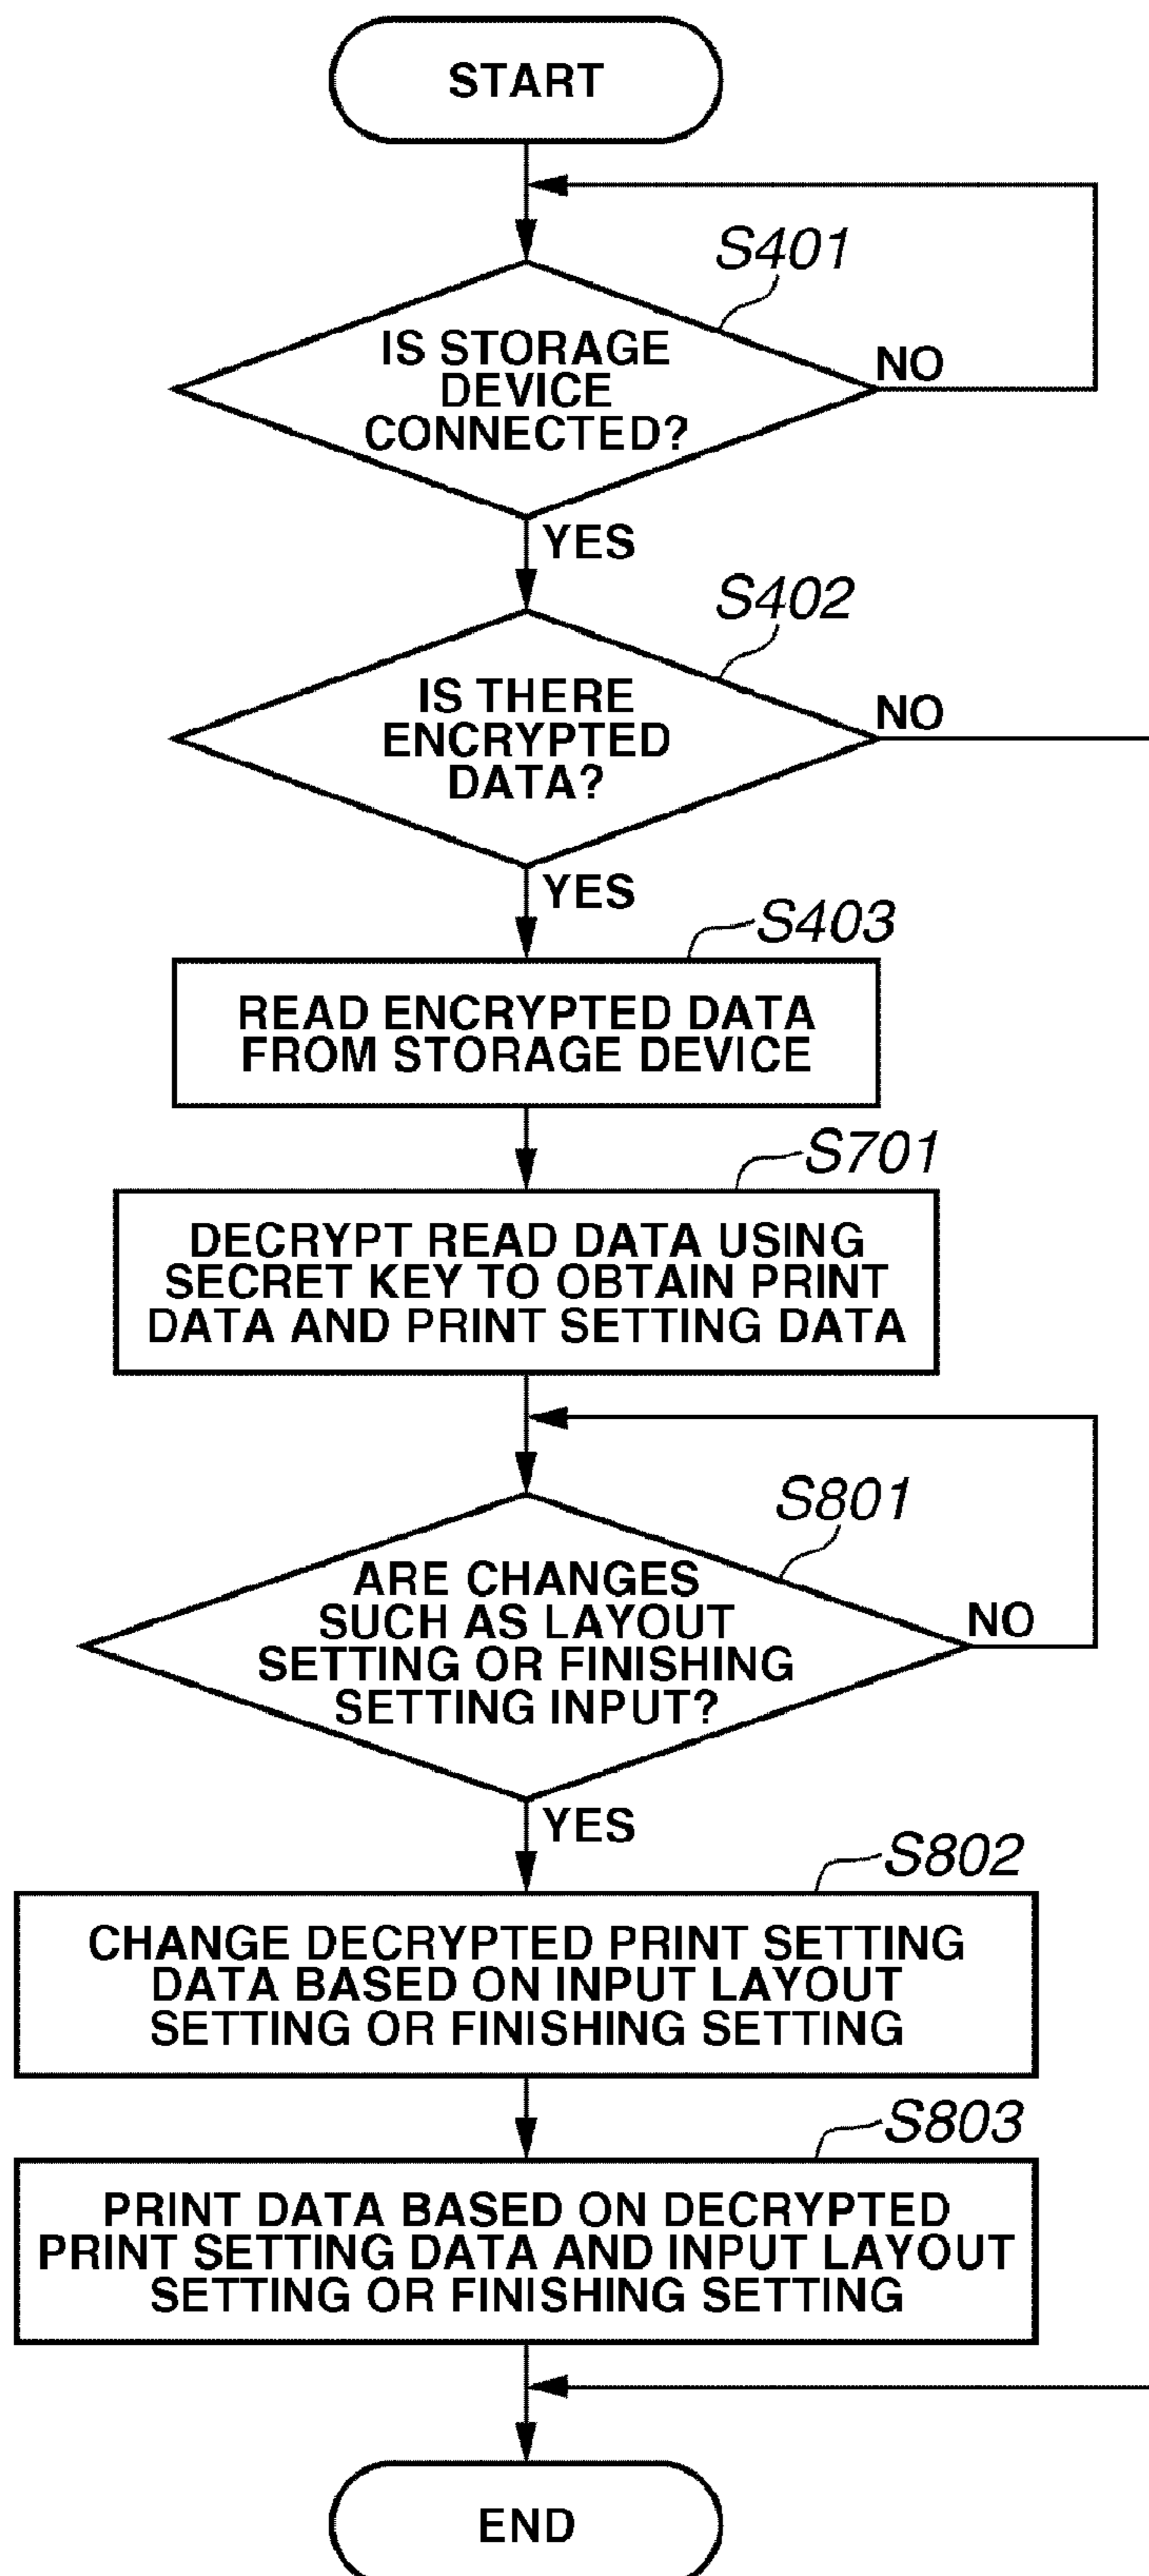 START
S401
IS STORAGE
DEVICE
CONNECTED?
NO
YES
S402
IS THERE
ENCRYPTED
DATA?
NO
YES
S403
READ ENCRYPTED DATA
FROM STORAGE DEVICE
S701
DECRYPT READ DATA USING
SECRET KEY TO OBTAIN PRINT
DATA AND PRINT SETTING DATA
S801
ARE CHANGES
SUCH AS LAYOUT
SETTING OR FINISHING
SETTING INPUT?
NO
YES
S802
CHANGE DECRYPTED PRINT SETTING
DATA BASED ON INPUT LAYOUT
SETTING OR FINISHING SETTING
S803
PRINT DATA BASED ON DECRYPTED
PRINT SETTING DATA AND INPUT LAYOUT
SETTING OR FINISHING SETTING
END